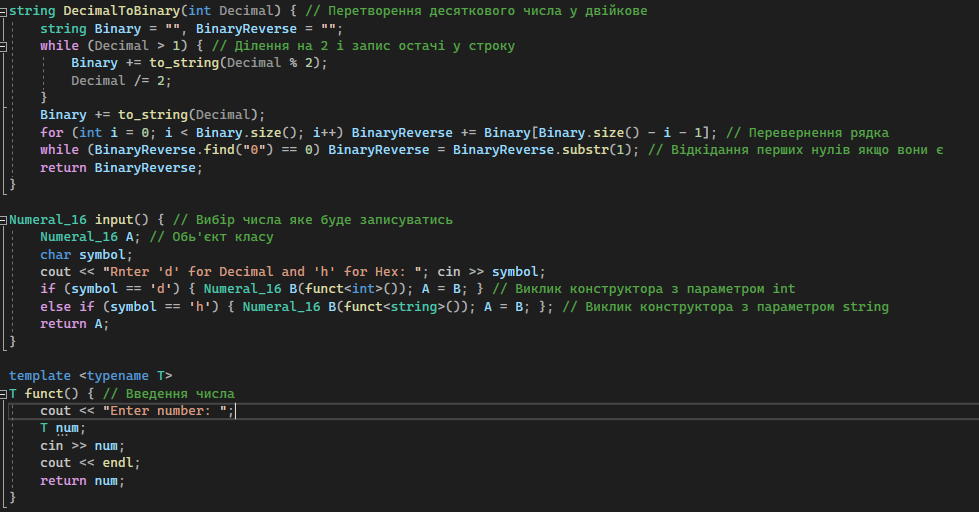 string DecimalToBinary(int Decimal) { // Перетворення десяткового числа у двійкове
string Binary = "", BinaryReverse = "";
while (Decimal > 1) { // Ділення на 2 і запис остачі у строку
Binary += to_string(Decimal % 2);
Decimal /= 2;
}
Binary += to_string(Decimal);
for (int i = 0; i < Binary.size(); i++) BinaryReverse += Binary[Binary.size() - i - 1]; // Перевернення рядка
while (BinaryReverse.find("0") == 0) BinaryReverse = BinaryReverse.substr(1); // Відкідання перших нулів якщо вони є
return BinaryReverse;
}
Numeral_16 input() { // Вибір числа яке буде записуватись
Numeral_16 A; // Обь'єкт класу
char symbol;
cout << "Rnter 'd' for Decimal and 'h' for Hex: "; cin >> symbol;
if (symbol == 'd') { Numeral_16 B(funct<int>()); A = B; } // Виклик конструктора з параметром int
else if (symbol == 'h') { Numeral_16 B(funct<string>()); A = B; }; // Виклик конструктора з параметром string
return A;
}
template <typename T>
T funct() { // Введення числа
cout << "Enter number: ";
T num;
cin >> num;
cout << endl;
return num;
}